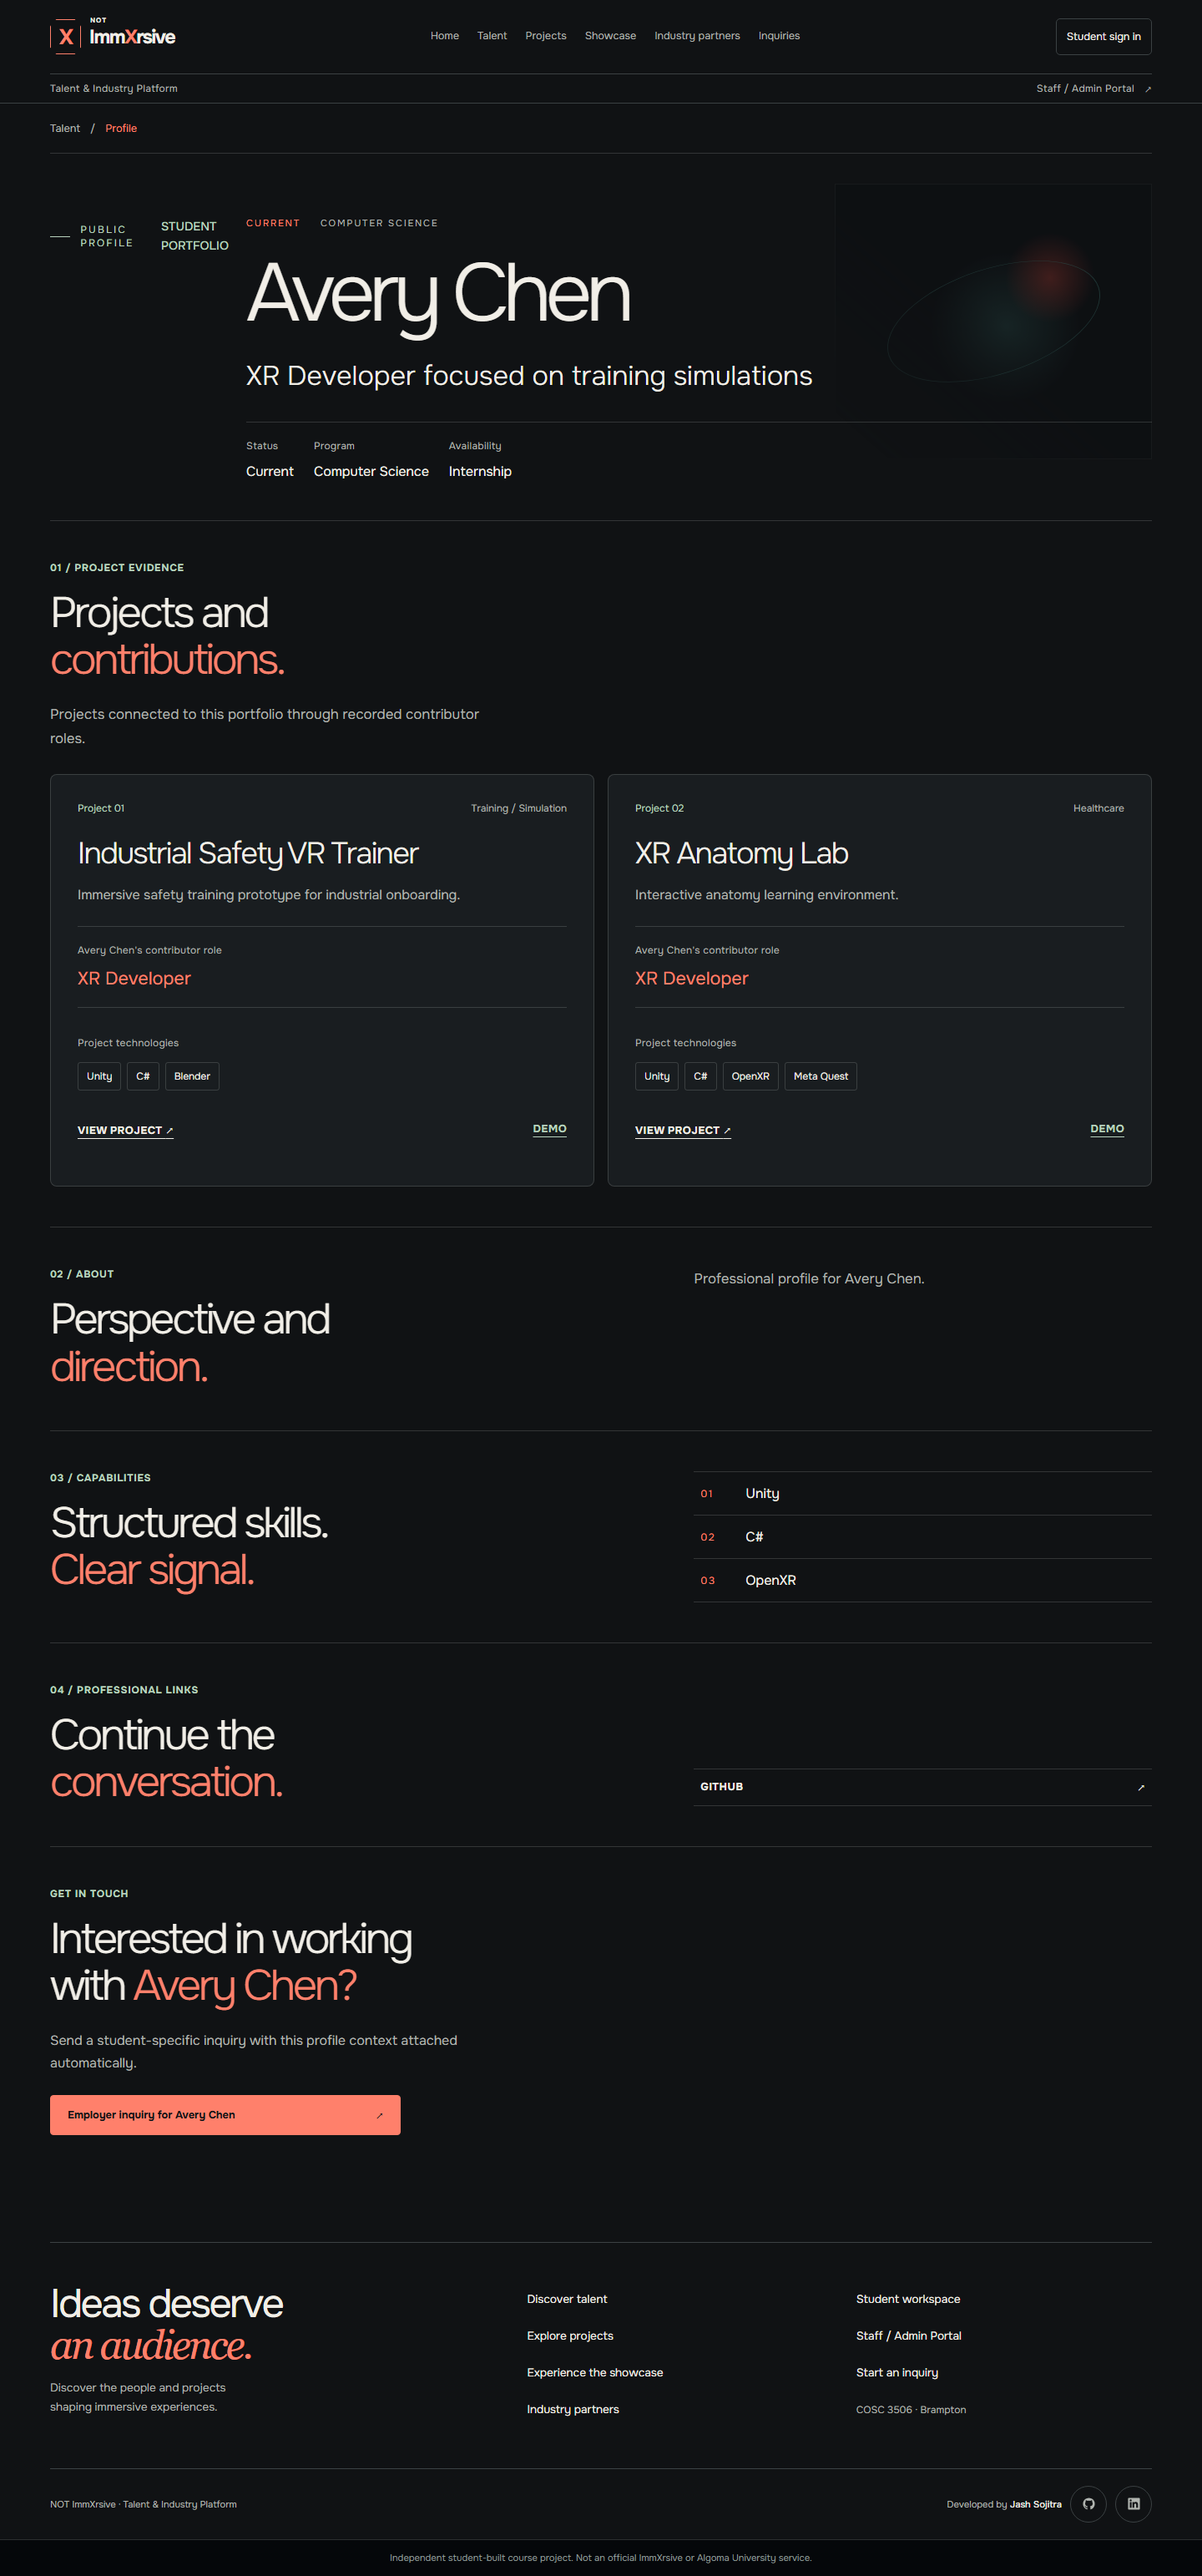 X
NOT
ImmXrsive
Home Talent Projects Showcase Industry partners Inquiries
Student sign in
Talent & Industry Platform
Staff / Admin Portal ↗
Talent / Profile
PUBLIC
PROFILE
STUDENT
PORTFOLIO
CURRENT COMPUTER SCIENCE
Avery Chen
XR Developer focused on training simulations
Status Program Availability
Current Computer Science Internship
01 / PROJECT EVIDENCE
Projects and
contributions.
Projects connected to this portfolio through recorded contributor
roles.
Project 01 Training / Simulation
Industrial Safety VR Trainer
Immersive safety training prototype for industrial onboarding.
Avery Chen's contributor role
XR Developer
Project technologies
Unity C# Blender
VIEW PROJECT ↗ DEMO
Project 02 Healthcare
XR Anatomy Lab
Interactive anatomy learning environment.
Avery Chen's contributor role
XR Developer
Project technologies
Unity C# OpenXR Meta Quest
VIEW PROJECT ↗ DEMO
02 / ABOUT
Perspective and
direction.
Professional profile for Avery Chen.
03 / CAPABILITIES
Structured skills.
Clear signal.
01 Unity
02 C#
03 OpenXR
04 / PROFESSIONAL LINKS
Continue the
conversation.
GITHUB ↗
GET IN TOUCH
Interested in working
with Avery Chen?
Send a student-specific inquiry with this profile context attached
automatically.
Employer inquiry for Avery Chen ↗
Ideas deserve
an audience.
Discover the people and projects
shaping immersive experiences.
Discover talent
Explore projects
Experience the showcase
Industry partners
Student workspace
Staff / Admin Portal
Start an inquiry
COSC 3506 · Brampton
NOT ImmXrsive · Talent & Industry Platform
Developed by Jash Sojitra
in
Independent student-built course project. Not an official ImmXrsive or Algoma University service.